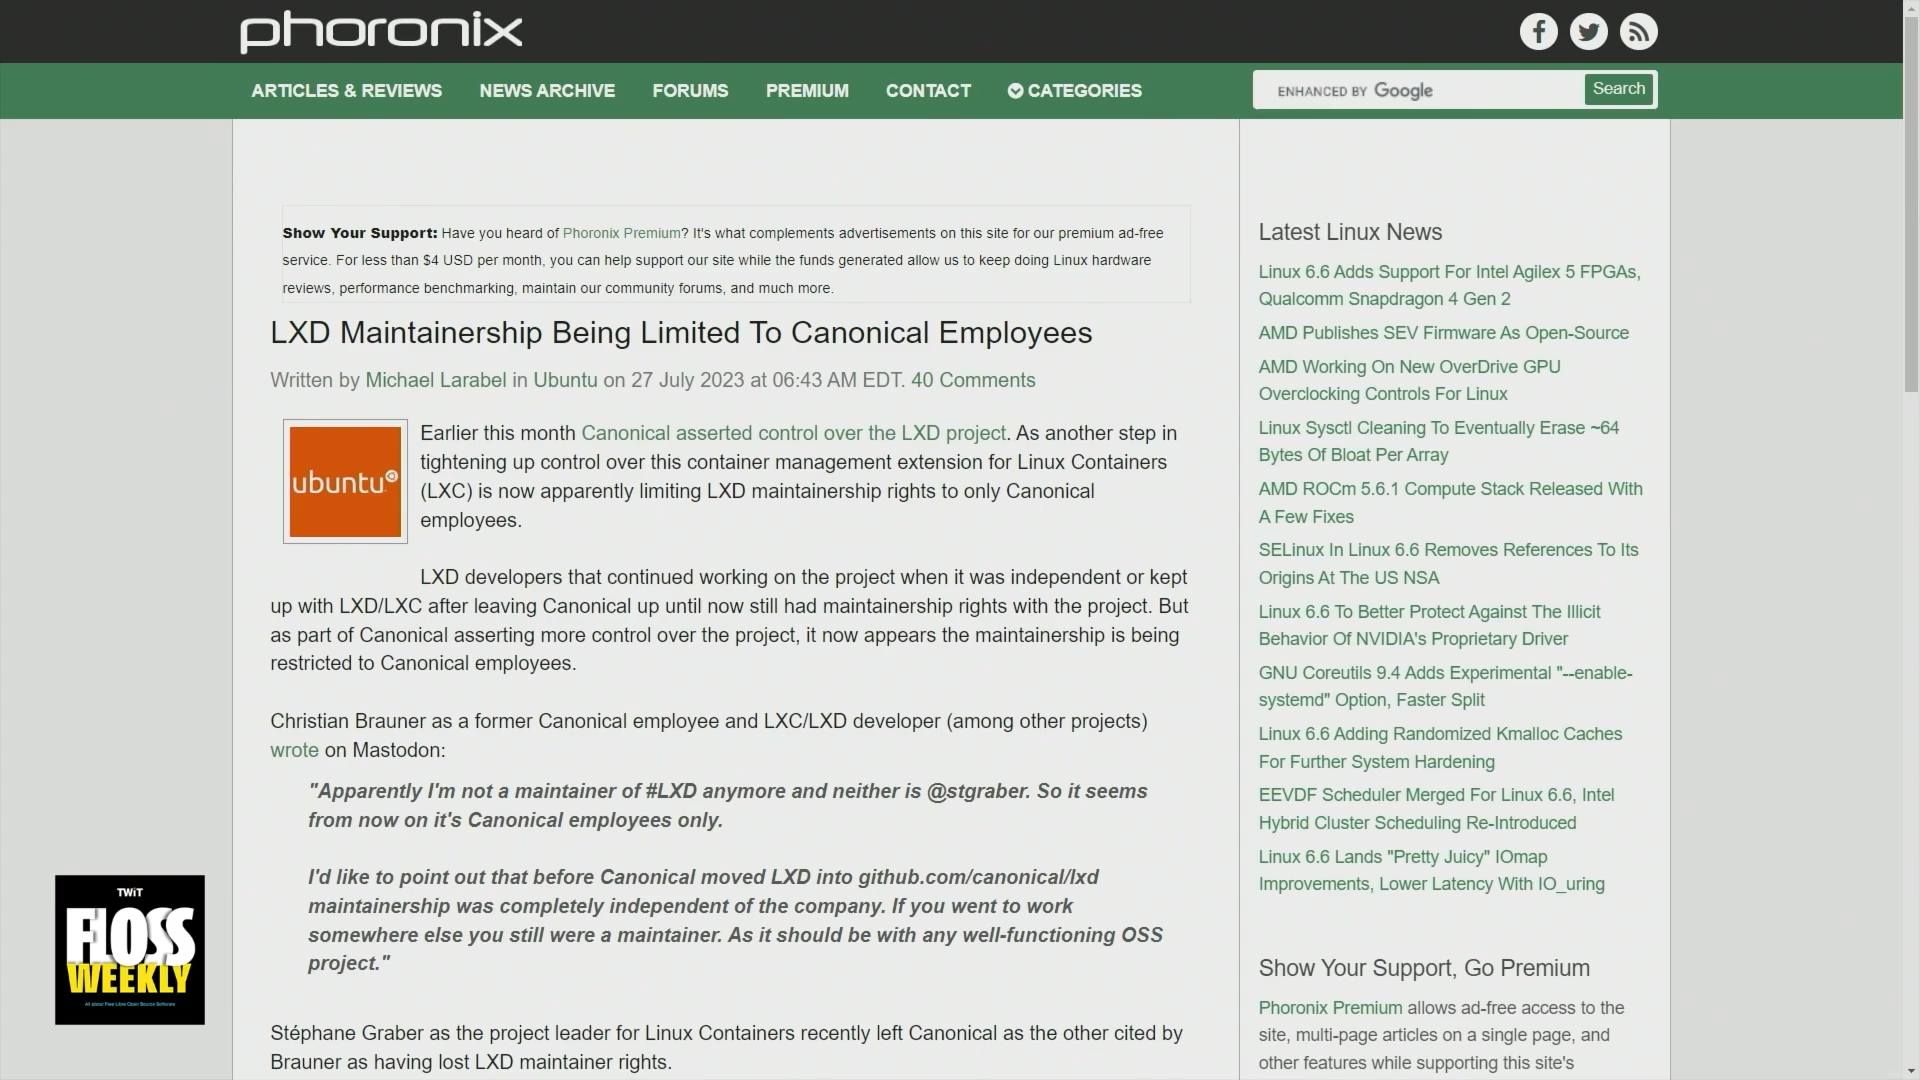 phoronix
ARTICLES & REVIEWS NEWS ARCHIVE FORUMS PREMIUM CONTACT CATEGORIES
ENHANCED BY Google Search
Show Your Support: Have you heard of Phoronix Premium? It's what complements advertisements on this site for our premium ad-free
service. For less than $4 USD per month, you can help support our site while the funds generated allow us to keep doing Linux hardware
reviews, performance benchmarking, maintain our community forums, and much more.
LXD Maintainership Being Limited To Canonical Employees
Written by Michael Larabel in Ubuntu on 27 July 2023 at 06:43 AM EDT. 40 Comments
ubuntu
Earlier this month Canonical asserted control over the LXD project. As another step in
tightening up control over this container management extension for Linux Containers
(LXC) is now apparently limiting LXD maintainership rights to only Canonical
employees.
LXD developers that continued working on the project when it was independent or kept
up with LXD/LXC after leaving Canonical up until now still had maintainership rights with the project. But
as part of Canonical asserting more control over the project, it now appears the maintainership is being
restricted to Canonical employees.
Christian Brauner as a former Canonical employee and LXC/LXD developer (among other projects)
wrote on Mastodon:
"Apparently I'm not a maintainer of #LXD anymore and neither is @stgraber. So it seems
from now on it's Canonical employees only.
I'd like to point out that before Canonical moved LXD into github.com/canonical/lxd
maintainership was completely independent of the company. If you went to work
somewhere else you still were a maintainer. As it should be with any well-functioning OSS
project."
Stéphane Graber as the project leader for Linux Containers recently left Canonical as the other cited by
Brauner as having lost LXD maintainer rights.
Latest Linux News
Linux 6.6 Adds Support For Intel Agilex 5 FPGAs,
Qualcomm Snapdragon 4 Gen 2
AMD Publishes SEV Firmware As Open-Source
AMD Working On New OverDrive GPU
Overclocking Controls For Linux
Linux Sysctl Cleaning To Eventually Erase ~64
Bytes Of Bloat Per Array
AMD ROCm 5.6.1 Compute Stack Released With
A Few Fixes
SELinux In Linux 6.6 Removes References To Its
Origins At The US NSA
Linux 6.6 To Better Protect Against The Illicit
Behavior Of NVIDIA's Proprietary Driver
GNU Coreutils 9.4 Adds Experimental "--enable-
systemd" Option, Faster Split
Linux 6.6 Adding Randomized Kmalloc Caches
For Further System Hardening
EEVDF Scheduler Merged For Linux 6.6, Intel
Hybrid Cluster Scheduling Re-Introduced
Linux 6.6 Lands "Pretty Juicy" IOmap
Improvements, Lower Latency With IO_uring
Show Your Support, Go Premium
Phoronix Premium allows ad-free access to the
site, multi-page articles on a single page, and
other features while supporting this site's
TWiT
FLOSS
WEEKLY
All about Free Libre Open Source Software